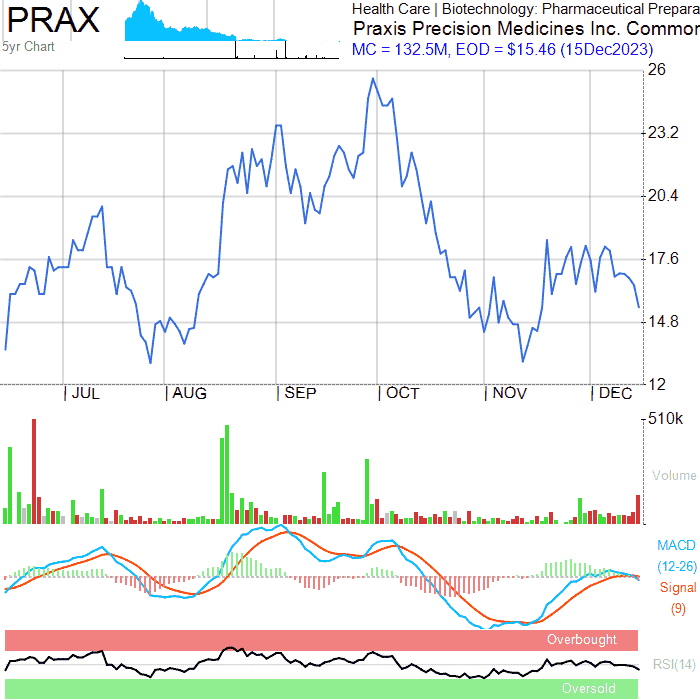 PRAX
5yr Chart
Health Care | Biotechnology: Pharmaceutical Prepara
Praxis Precision Medicines Inc. Common
MC = 132.5M, EOD = $15.46 (15Dec2023)
26
23.2
20.4
17.6
14.8
12
| JUL | AUG | SEP | OCT | NOV | DEC
510k
Volume
MACD
(12-26)
Signal
(9)
Overbought
RSI(14)
Oversold